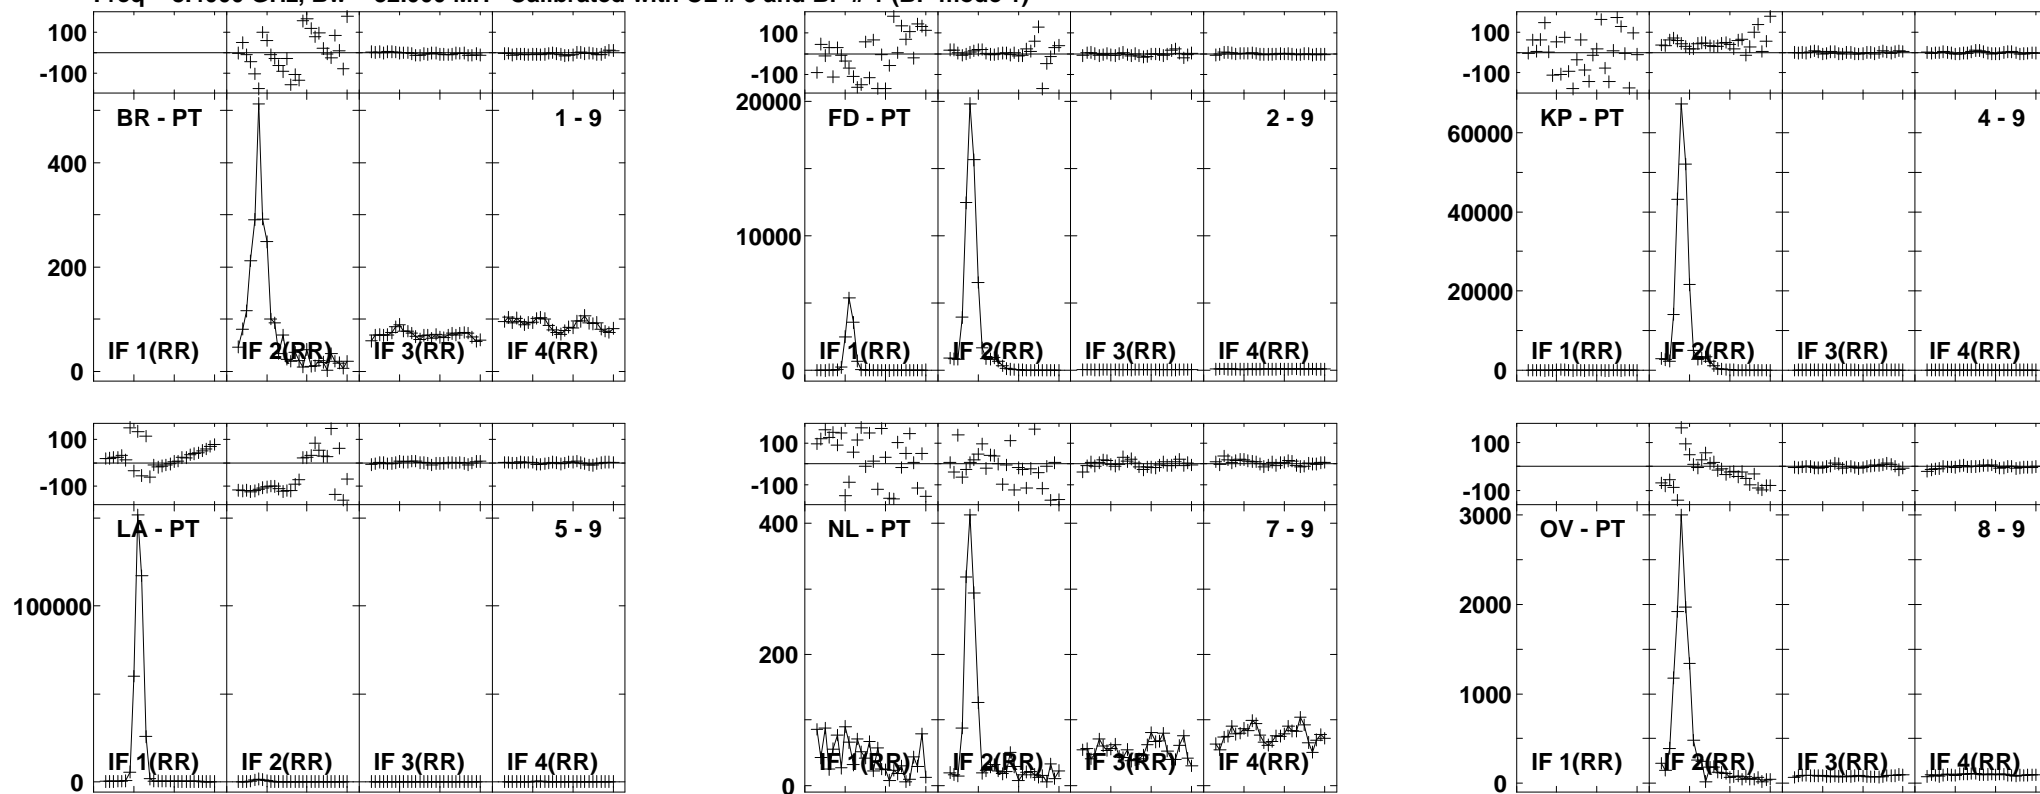 100
-100
BR - PT 1 - 9
400
200
0
IF 1(RR) IF 2(RR) IF 3(RR) IF 4(RR)
100
-100
20000
FD - PT 2 - 9
10000
0
IF 1(RR) IF 2(RR) IF 3(RR) IF 4(RR)
100
-100
KP - PT 4 - 9
60000
40000
20000
0
IF 1(RR) IF 2(RR) IF 3(RR) IF 4(RR)
100
-100
LA - PT 5 - 9
100000
0
IF 1(RR) IF 2(RR) IF 3(RR) IF 4(RR)
100
-100
400
NL - PT 7 - 9
200
0
IF 1(RR) IF 2(RR) IF 3(RR) IF 4(RR)
100
-100
3000
OV - PT 8 - 9
2000
1000
0
IF 1(RR) IF 2(RR) IF 3(RR) IF 4(RR)